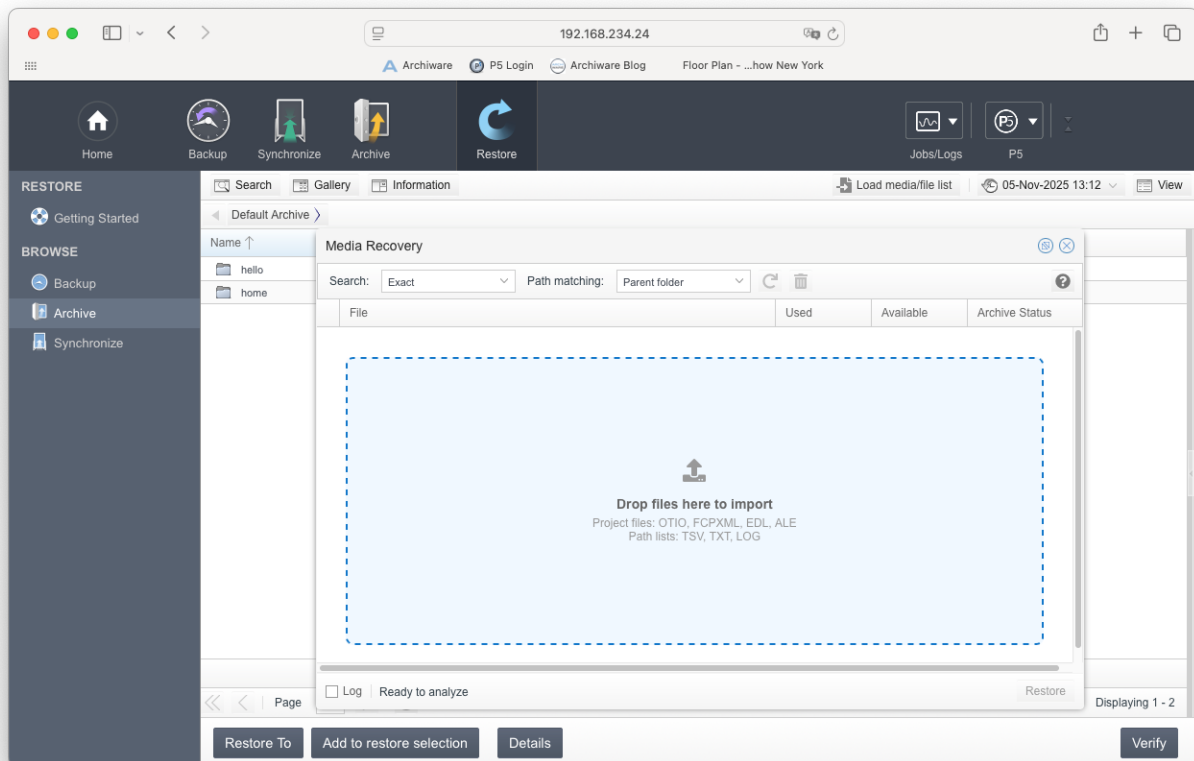 192.168.234.24
Archiware P5 Login Archiware Blog Floor Plan - ...how New York
Home Backup Synchronize Archive Restore Jobs/Logs P5
RESTORE
Getting Started
BROWSE
Backup
Archive
Synchronize
Search Gallery Information Load media/file list 05-Nov-2025 13:12 View
Default Archive
Name
hello
home
Media Recovery
Search: Exact Path matching: Parent folder
File Used Available Archive Status
Drop files here to import
Project files: OTIO, FCPXML, EDL, ALE
Path lists: TSV, TXT, LOG
Log Ready to analyze Restore
Page Displaying 1 - 2
Restore To Add to restore selection Details Verify